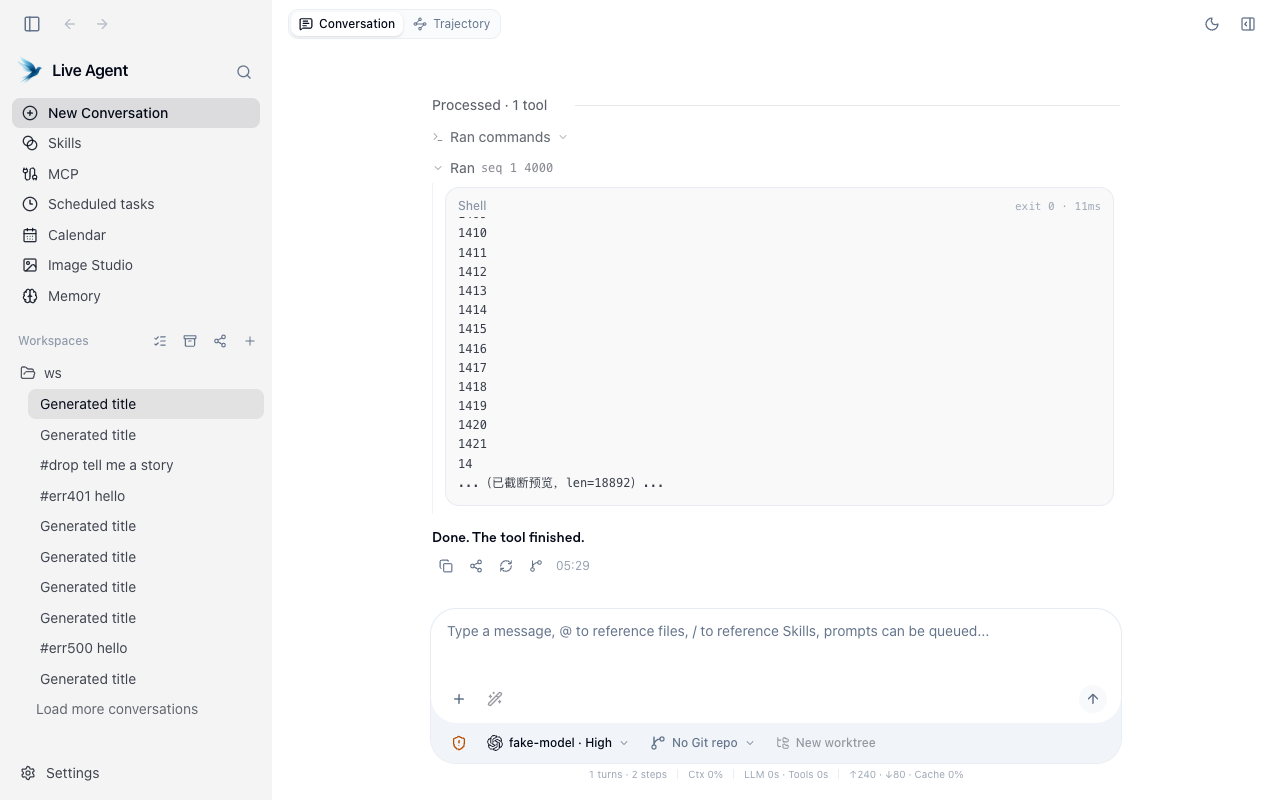 Conversation
Trajectory
Live Agent
New Conversation
Skills
MCP
Scheduled tasks
Calendar
Image Studio
Memory
Workspaces
ws
Generated title
Generated title
#drop tell me a story
#err401 hello
Generated title
Generated title
Generated title
Generated title
#err500 hello
Generated title
Load more conversations
Settings
Processed · 1 tool
Ran commands
Ran seq 1 4000
Shell
exit 0 · 11ms
1410
1411
1412
1413
1414
1415
1416
1417
1418
1419
1420
1421
14
... (已截断预览, len=18892) ...
Done. The tool finished.
05:29
Type a message, @ to reference files, / to reference Skills, prompts can be queued...
fake-model · High
No Git repo
New worktree
1 turns · 2 steps
Ctx 0%
LLM 0s · Tools 0s
↑240 · ↓80 · Cache 0%